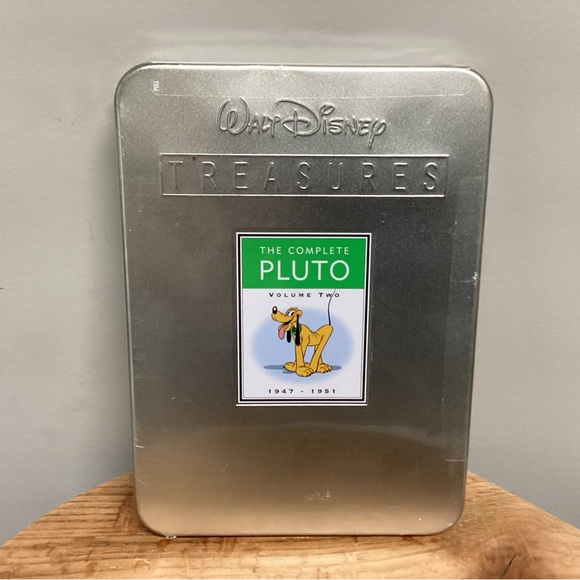 WALT DISNEY
TREASURES
THE COMPLETE
PLUTO
VOLUME TWO
1947 - 1951